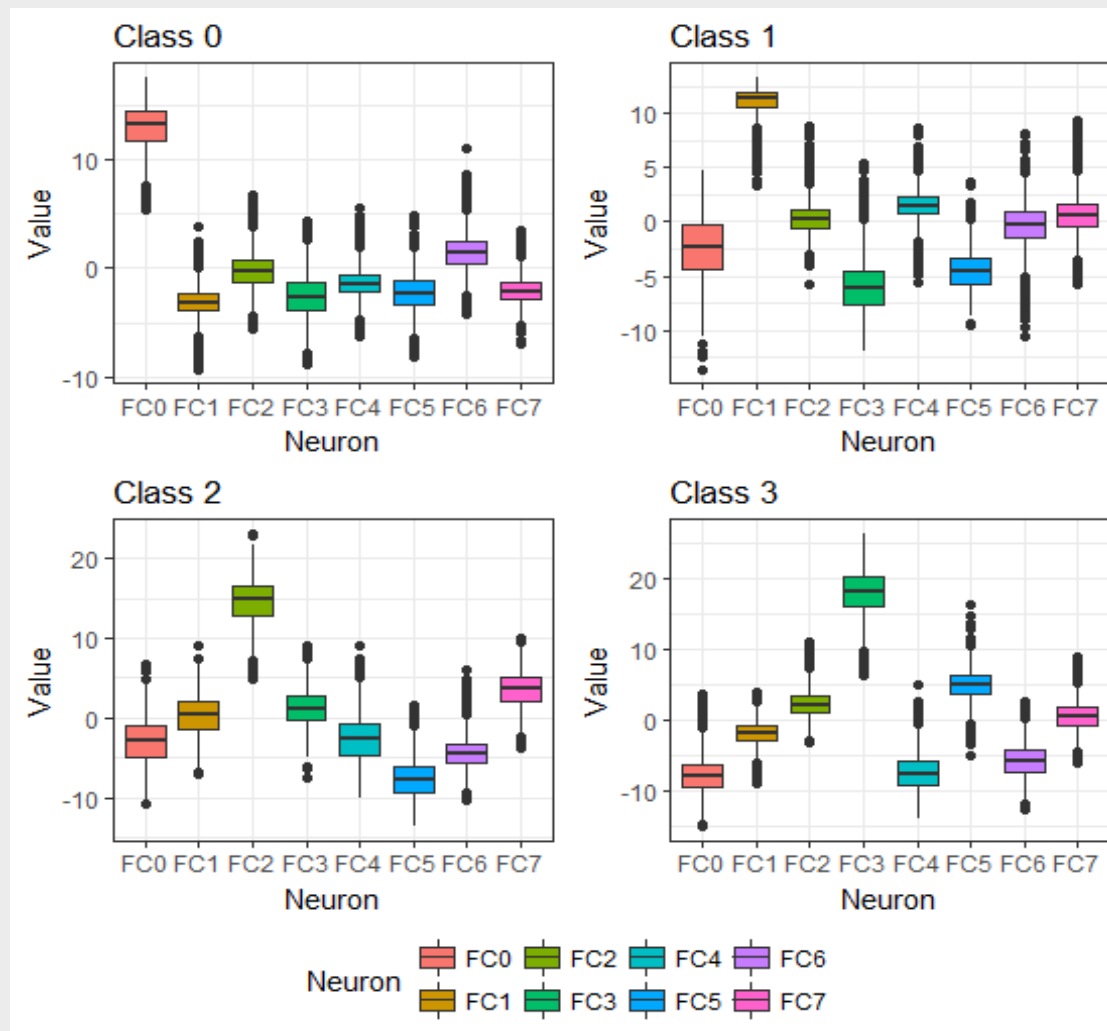 Class 0
Value
10
0
-10
FC0 FC1 FC2 FC3 FC4 FC5 FC6 FC7
Neuron
Class 1
Value
10
5
0
-5
-10
FC0 FC1 FC2 FC3 FC4 FC5 FC6 FC7
Neuron
Class 2
Value
20
10
0
-10
FC0 FC1 FC2 FC3 FC4 FC5 FC6 FC7
Neuron
Class 3
Value
20
10
0
-10
FC0 FC1 FC2 FC3 FC4 FC5 FC6 FC7
Neuron
Neuron
FC0 FC2 FC4 FC6
FC1 FC3 FC5 FC7